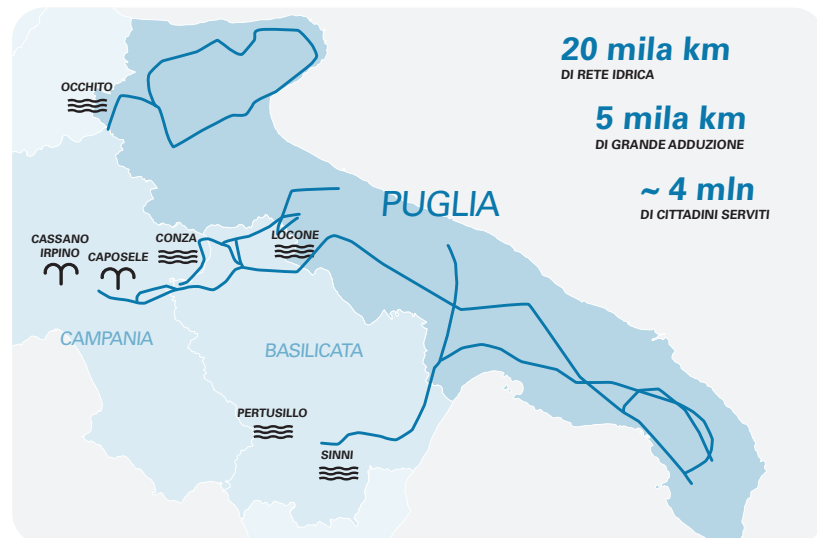 20 mila km
DI RETE IDRICA
5 mila km
DI GRANDE ADDUZIONE
~ 4 mln
DI CITTADINI SERVITI
OCCHITO
PUGLIA
CASSANO
IRPINO
CAPOSELE
CONZA
LOCONE
CAMPANIA
BASILICATA
PERTUSILLO
SINNI